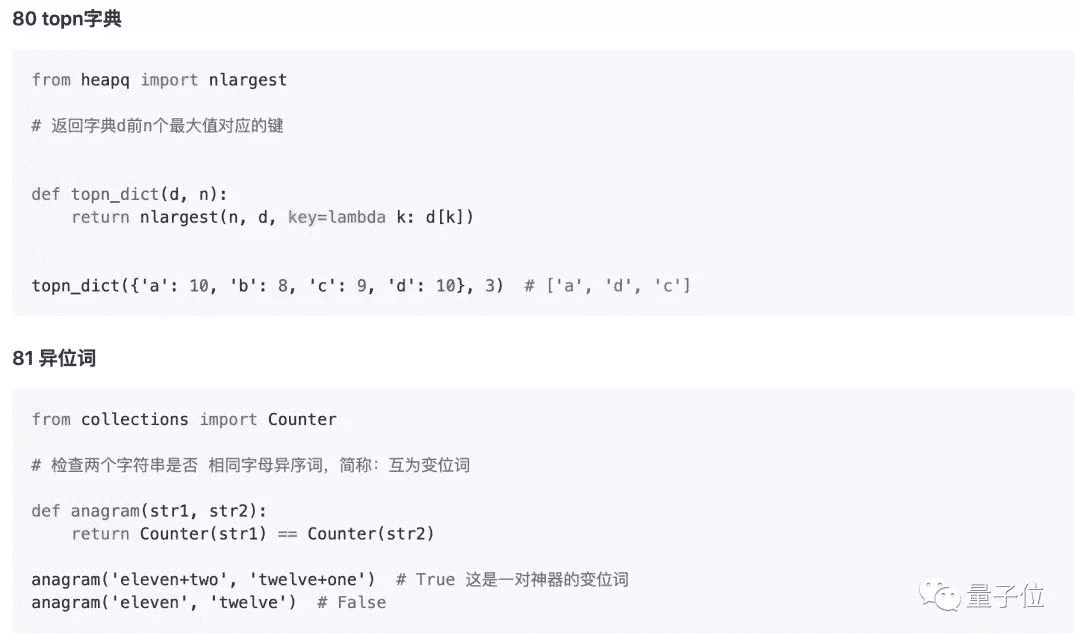 80 topn字典
from heapq import nlargest
# 返回字典d前n个最大值对应的键
def topn_dict(d, n):
    return nlargest(n, d, key=lambda k: d[k])
topn_dict({'a': 10, 'b': 8, 'c': 9, 'd': 10}, 3)  # ['a', 'd', 'c']
81 异位词
from collections import Counter
# 检查两个字符串是否 相同字母异序词，简称：互为变位词
def anagram(str1, str2):
    return Counter(str1) == Counter(str2)
anagram('eleven+two', 'twelve+one')  # True 这是一对神器的变位词
anagram('eleven', 'twelve')  # False
量子位